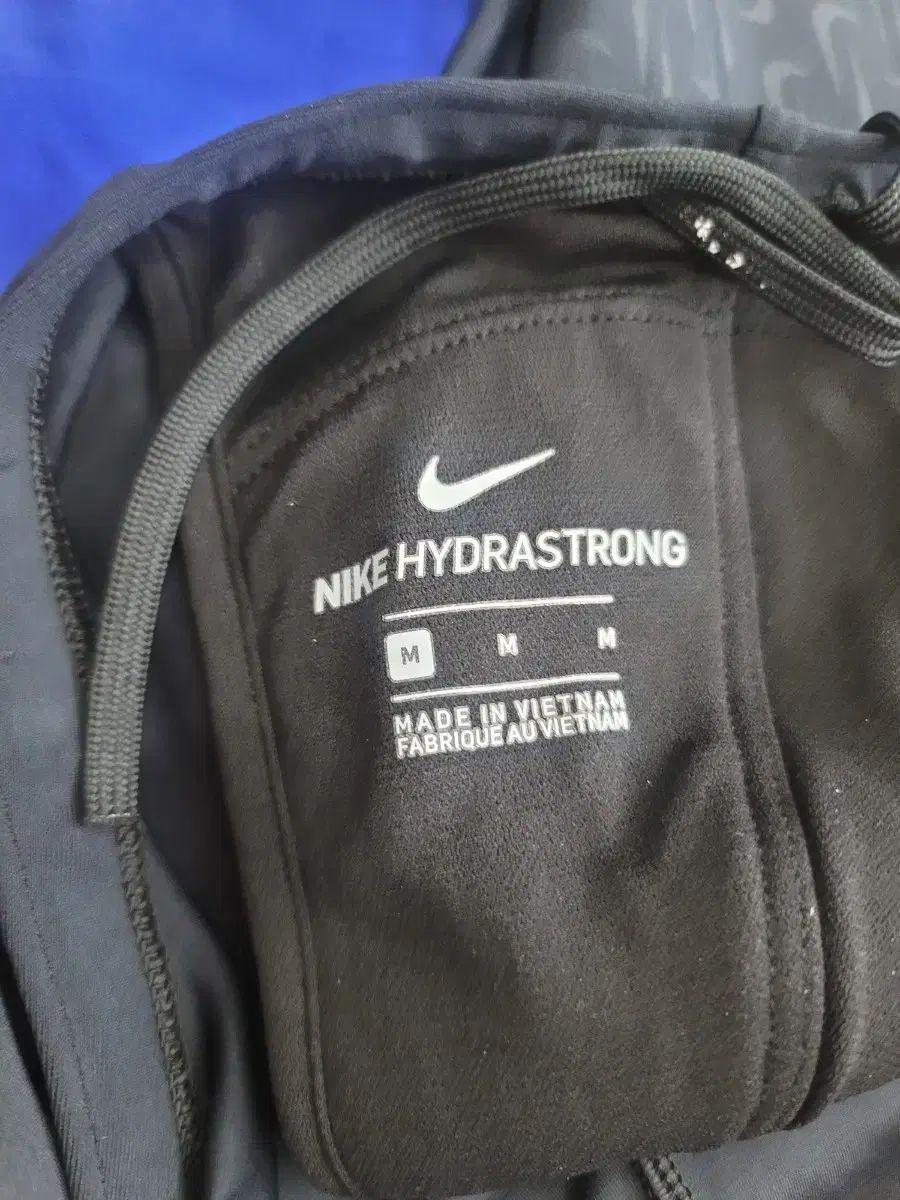 NIKE HYDRASTRONG
M M M
MADE IN VIETNAM
FABRIQUE AU VIETNAM